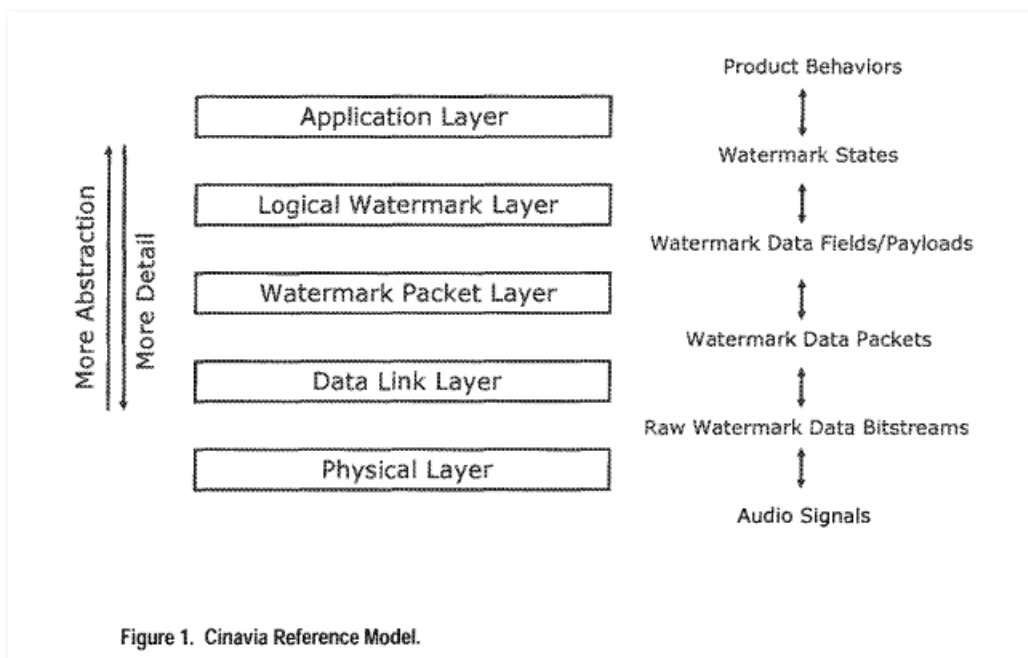 Product Behaviors
Application Layer
Watermark States
Logical Watermark Layer
Watermark Data Fields/Payloads
More Abstraction
More Detail
Watermark Packet Layer
Watermark Data Packets
Data Link Layer
Raw Watermark Data Bitstreams
Physical Layer
Audio Signals
Figure 1. Cinavia Reference Model.